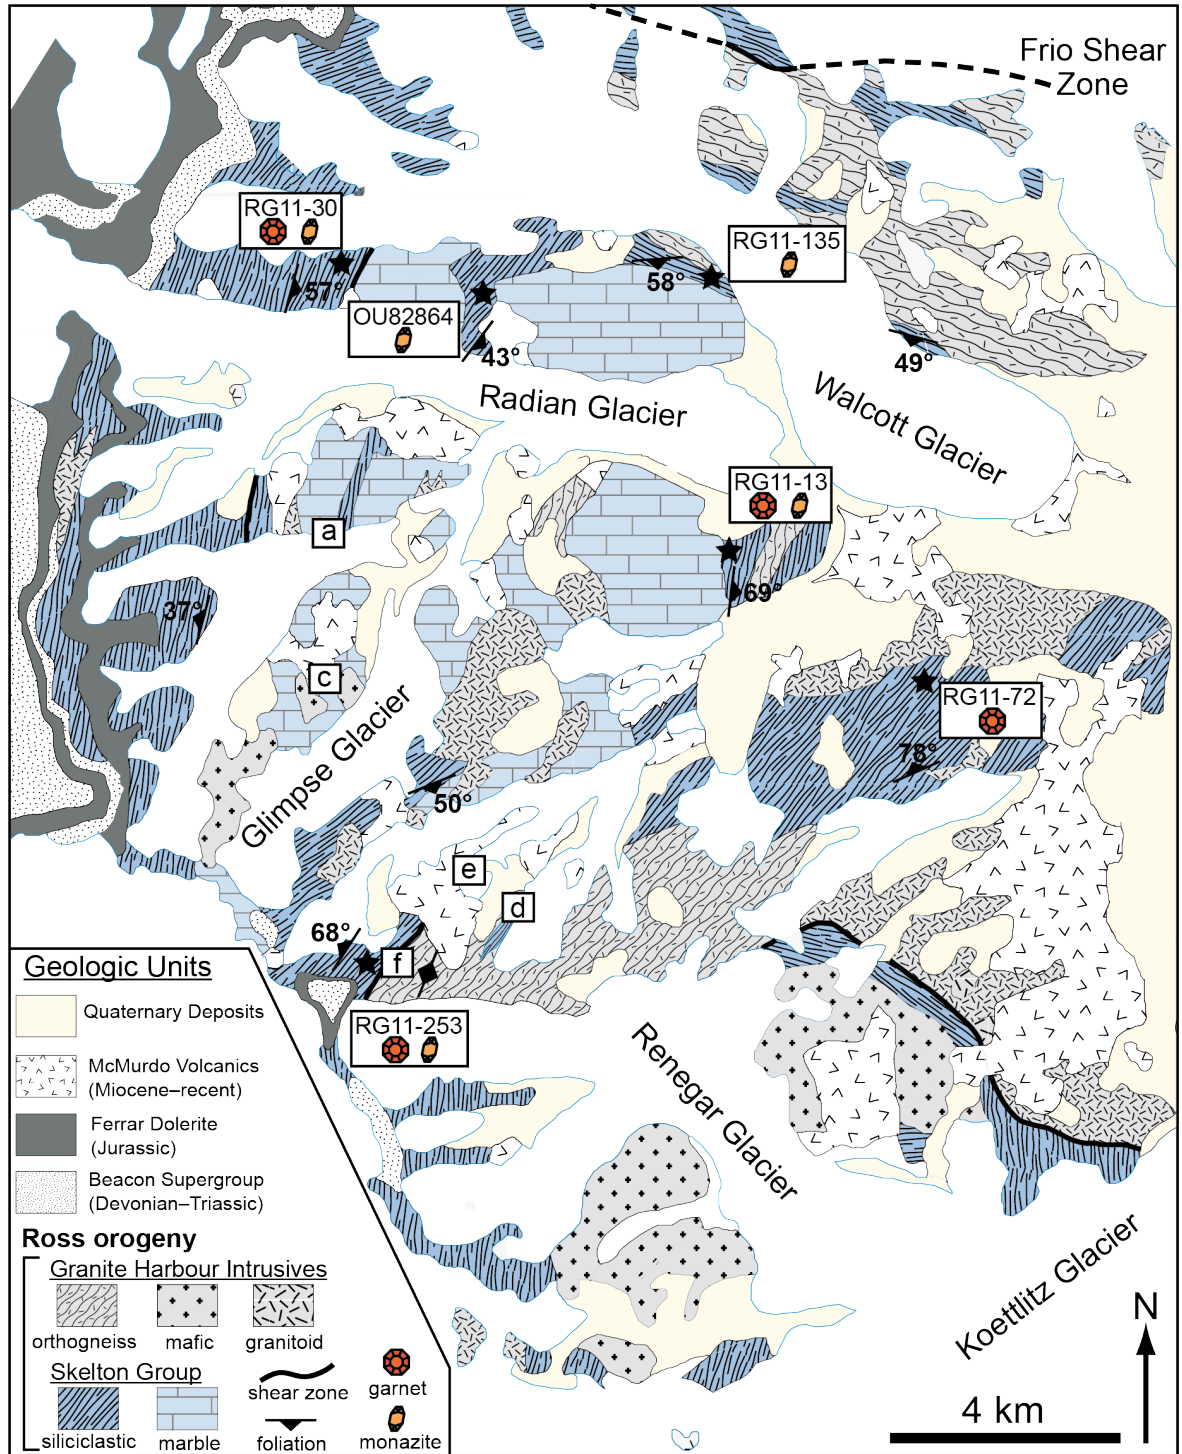 Frio Shear
Zone
RG11-30
RG11-135
57°
58°
OU82864
43°
49°
Radian Glacier
Walcott Glacier
RG11-13
a
69°
37°
c
RG11-72
78°
Glimpse Glacier
50°
e
d
68°
f
RG11-253
Renegar Glacier
Koettlitz Glacier
N
4 km
Geologic Units
Quaternary Deposits
McMurdo Volcanics
(Miocene–recent)
Ferrar Dolerite
(Jurassic)
Beacon Supergroup
(Devonian–Triassic)
Ross orogeny
Granite Harbour Intrusives
orthogneiss
mafic
granitoid
Skelton Group
shear zone
garnet
siliciclastic
marble
foliation
monazite